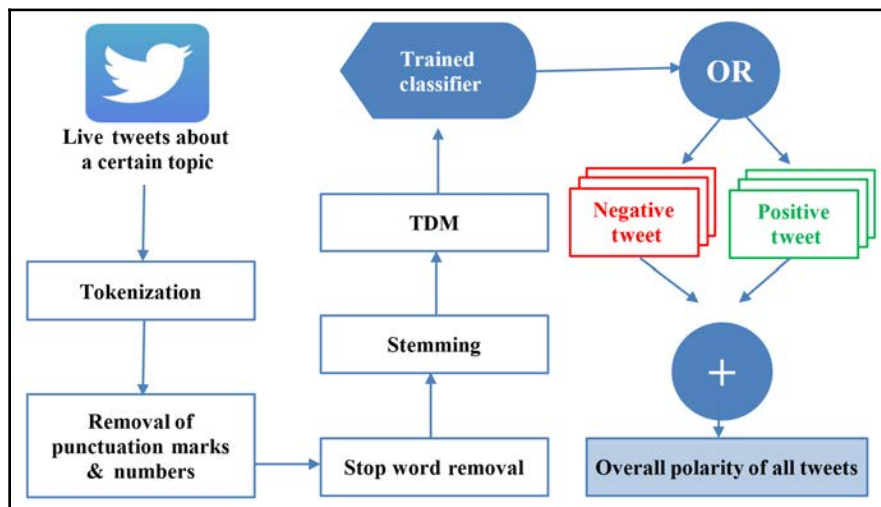 Live tweets about
a certain topic
Tokenization
Removal of
punctuation marks
& numbers
Stop word removal
Stemming
TDM
Trained
classifier
OR
Negative
tweet
Positive
tweet
+
Overall polarity of all tweets